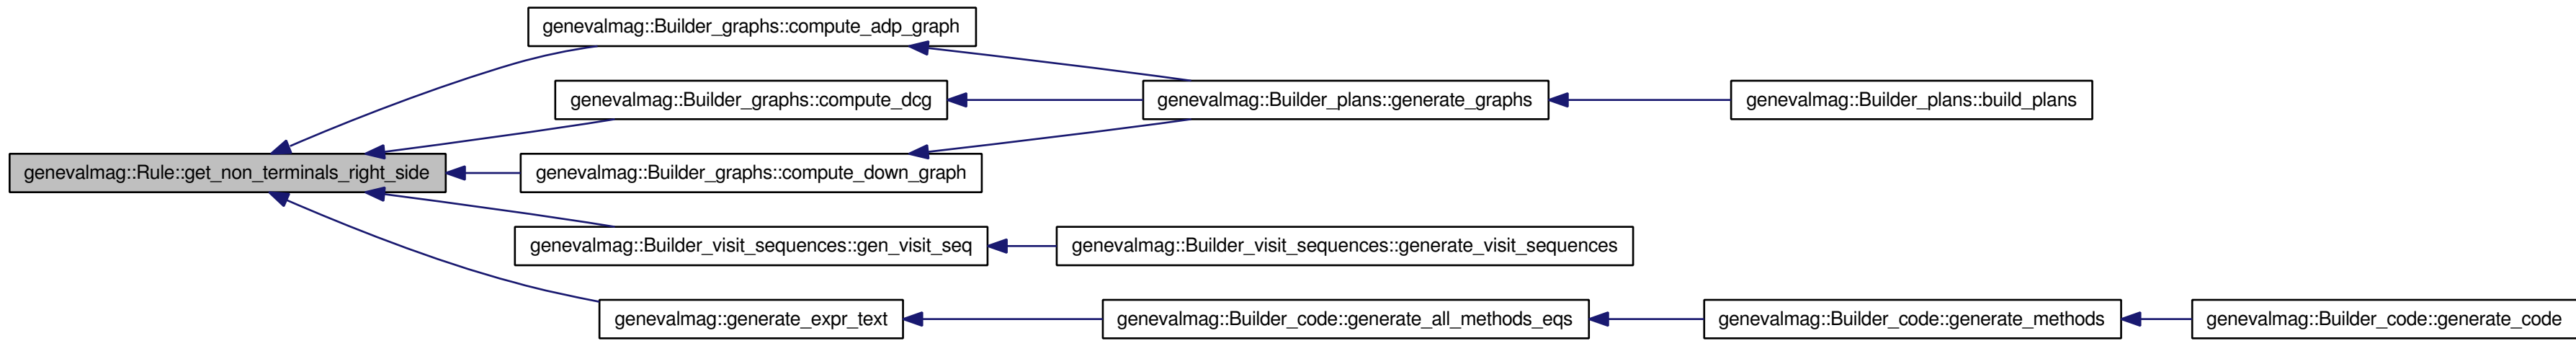 genevalmag::Builder_graphs::compute_adp_graph
genevalmag::Builder_graphs::compute_dcg
genevalmag::Builder_plans::generate_graphs
genevalmag::Builder_plans::build_plans
genevalmag::Rule::get_non_terminals_right_side
genevalmag::Builder_graphs::compute_down_graph
genevalmag::Builder_visit_sequences::gen_visit_seq
genevalmag::Builder_visit_sequences::generate_visit_sequences
genevalmag::generate_expr_text
genevalmag::Builder_code::generate_all_methods_eqs
genevalmag::Builder_code::generate_methods
genevalmag::Builder_code::generate_code